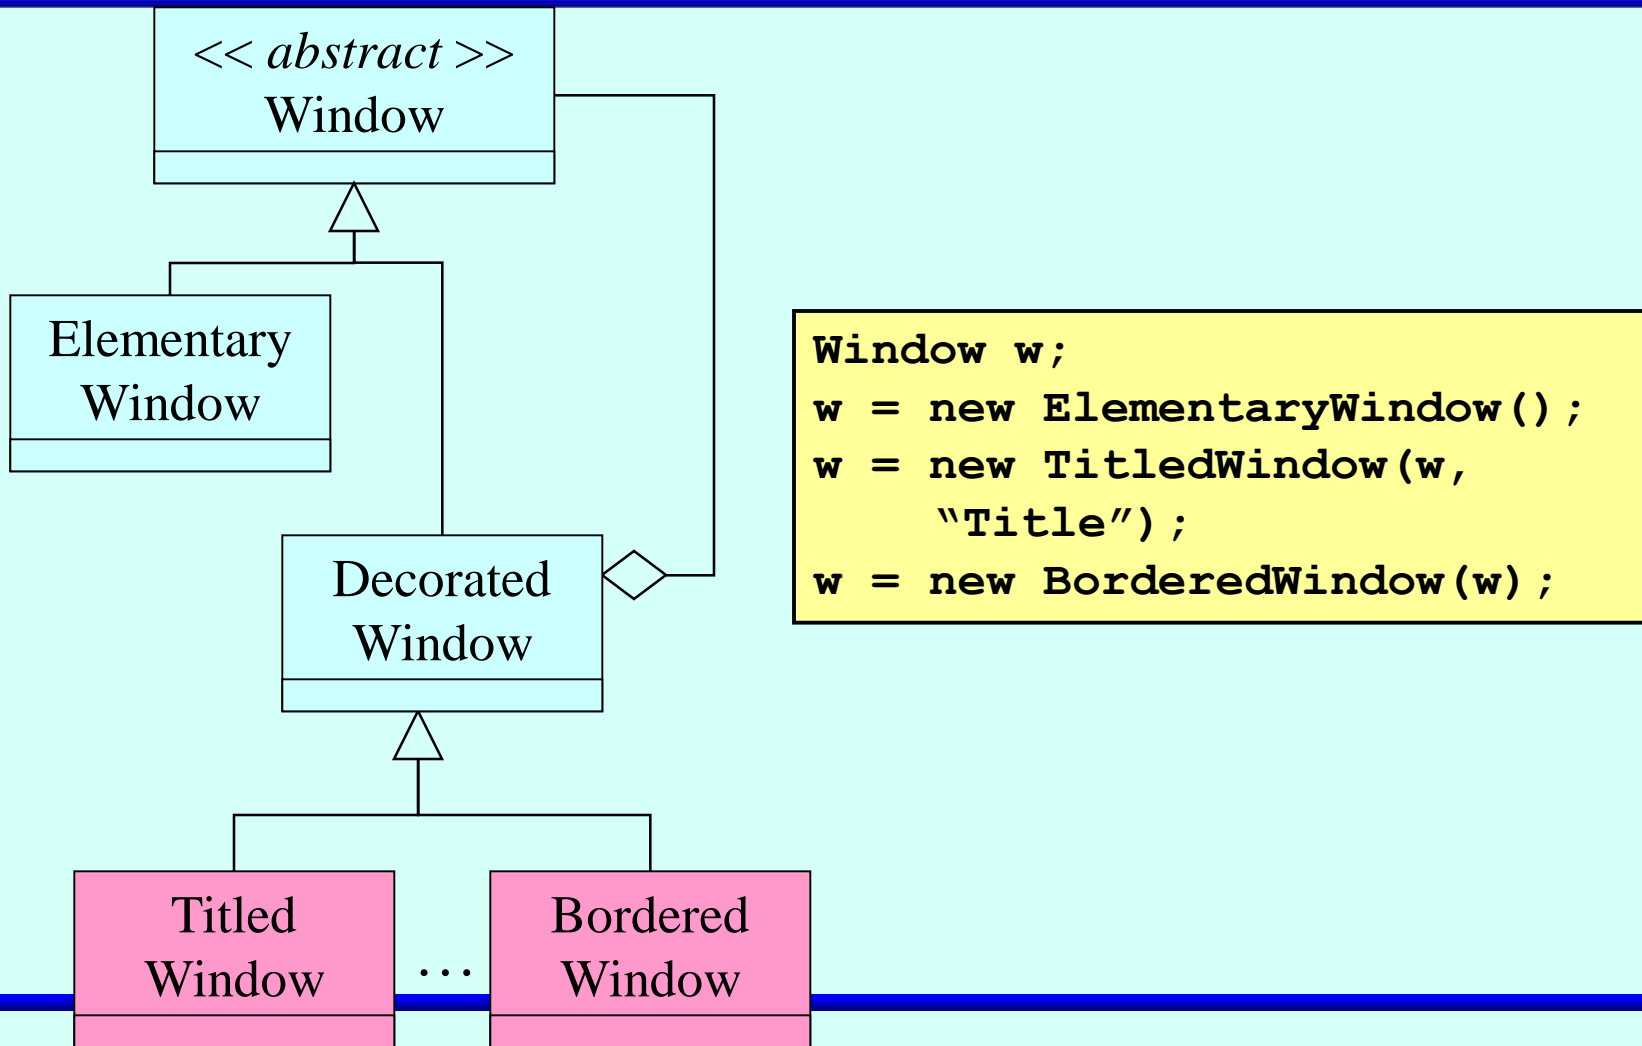 << abstract >>
Window
Elementary
Window
Window w;
w = new ElementaryWindow();
w = new TitledWindow(w,
“Title”);
w = new BorderedWindow(w);
Decorated
Window
Titled
Window
...
Bordered
Window